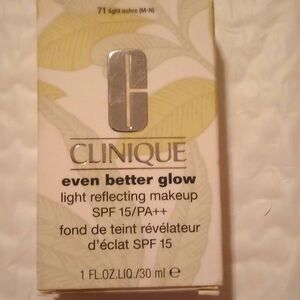 71 light ochre (M-N)
C
CLINIQUE
even better glow
light reflecting makeup
SPF 15/PA++
fond de teint révélateur
d'éclat SPF 15
1 FL.OZ.LIQ./30 ml e